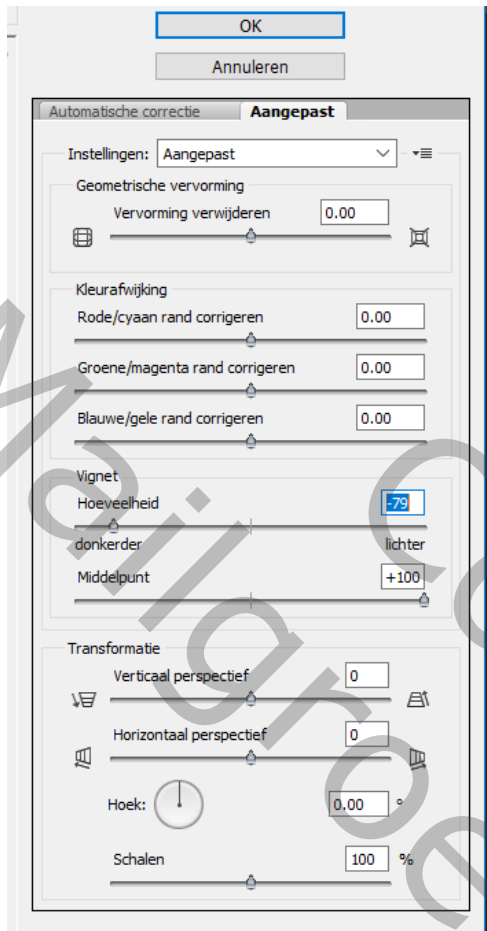 OK
Annuleren
Automatische correctie Aangepast
Instellingen: Aangepast
Geometrische vervorming
Vervorming verwijderen 0.00
Kleurafwijking
Rode/cyaan rand corrigeren 0.00
Groene/magenta rand corrigeren 0.00
Blauwe/gele rand corrigeren 0.00
Vignet
Hoeveelheid -79
donkerder lichter
Middelpunt +100
Transformatie
Verticaal perspectief 0
Horizontaal perspectief 0
Hoek: 0.00 °
Schalen 100 %
Mailgroe